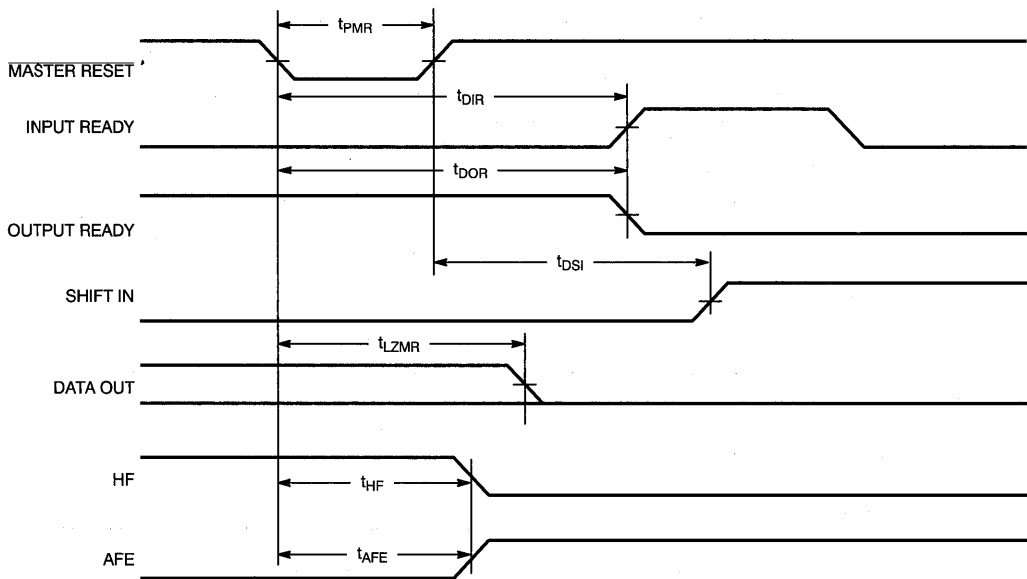 tPMR
MASTER RESET
tDIR
INPUT READY
tDOR
OUTPUT READY
tDSI
SHIFT IN
tLZMR
DATA OUT
HF
tHF
AFE
tAFE